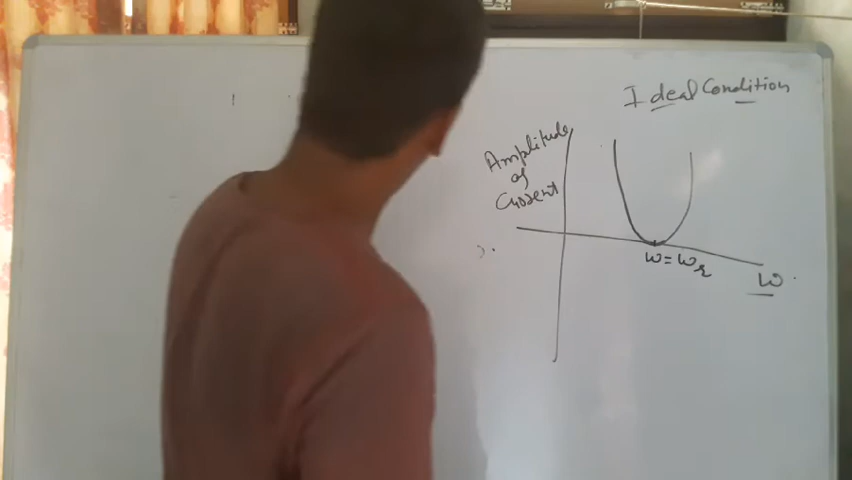 Ideal Condition
Amplitude
of
Current
ω = ωr
ω